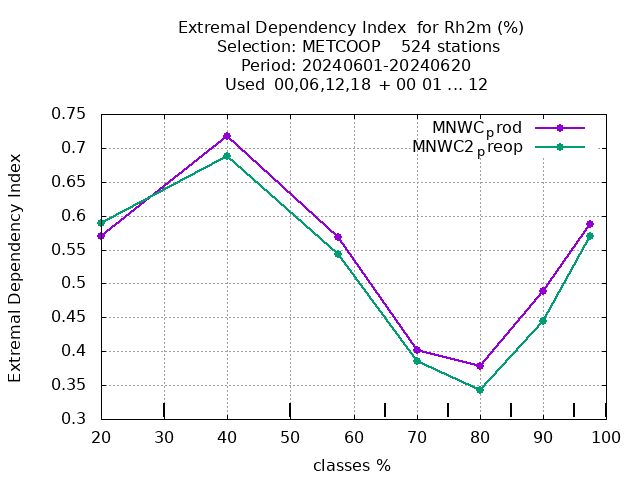 Extremal Dependency Index  for Rh2m (%)
Selection: METCOOP    524 stations
Period: 20240601-20240620
Used  00,06,12,18 + 00 01 ... 12
MNWCprod
MNWC2preop
Extremal Dependency Index
0.75
0.7
0.65
0.6
0.55
0.5
0.45
0.4
0.35
0.3
20 30 40 50 60 70 80 90 100
classes %